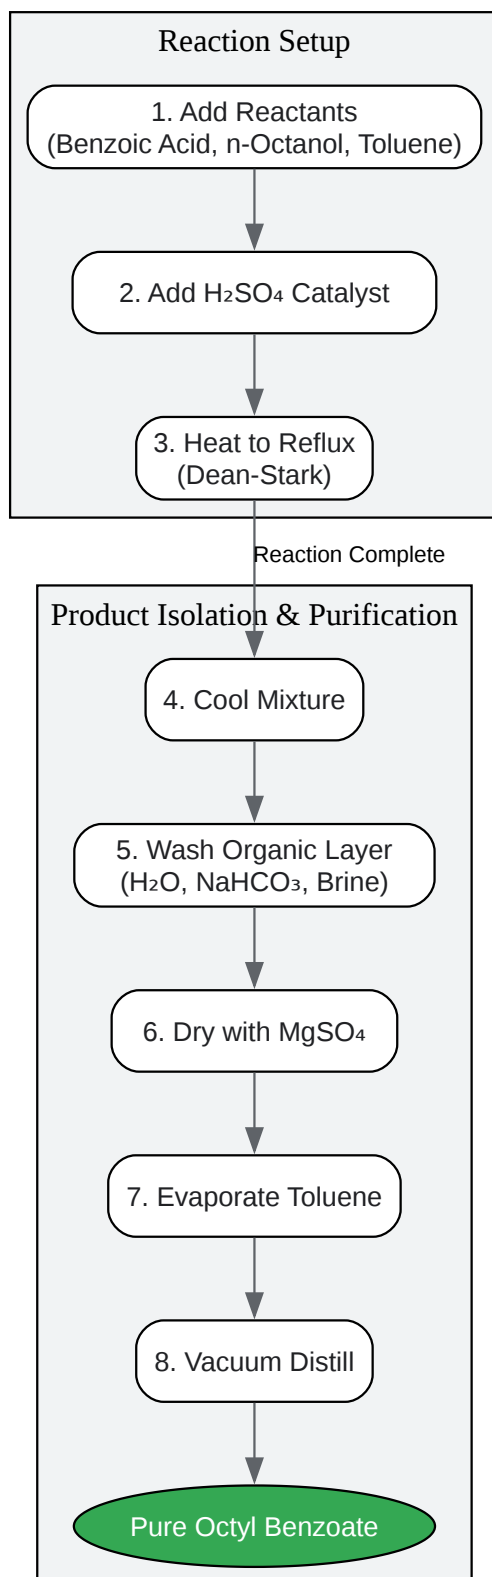 Reaction Setup
1. Add Reactants
(Benzoic Acid, n-Octanol, Toluene)
2. Add H₂SO₄ Catalyst
3. Heat to Reflux
(Dean-Stark)
Reaction Complete
Product Isolation & Purification
4. Cool Mixture
5. Wash Organic Layer
(H₂O, NaHCO₃, Brine)
6. Dry with MgSO₄
7. Evaporate Toluene
8. Vacuum Distill
Pure Octyl Benzoate